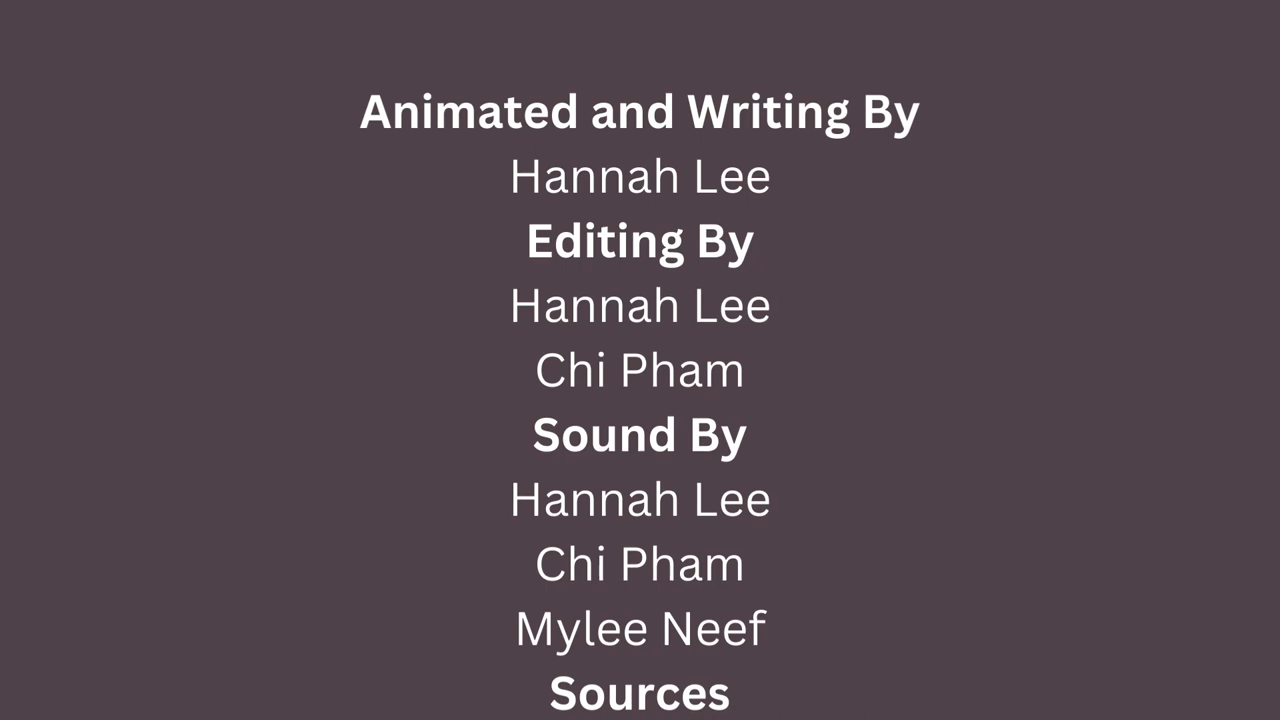 Animated and Writing By
Hannah Lee
Editing By
Hannah Lee
Chi Pham
Sound By
Hannah Lee
Chi Pham
Mylee Neef
Sources